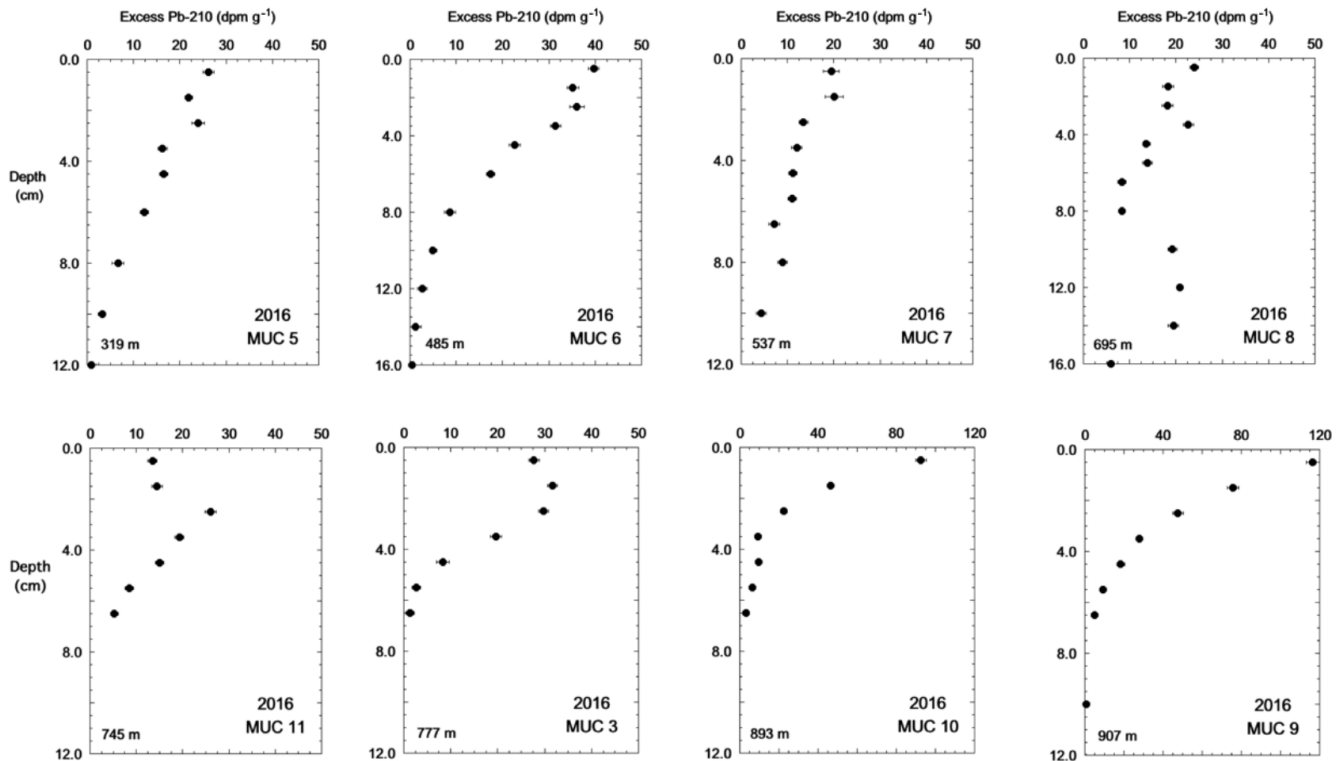 Excess Pb-210 (dpm g⁻¹) Excess Pb-210 (dpm g⁻¹) Excess Pb-210 (dpm g⁻¹) Excess Pb-210 (dpm g⁻¹)
0 10 20 30 40 50 0 10 20 30 40 50 0 10 20 30 40 50 0 10 20 30 40 50
0.0 0.0 0.0 0.0
4.0 4.0 4.0 4.0
Depth
(cm)
8.0 8.0 8.0 8.0
12.0 12.0
2016 2016 2016 2016
MUC 5 MUC 6 MUC 7 MUC 8
319 m 485 m 537 m 695 m
12.0 16.0 12.0 16.0
0 10 20 30 40 50 0 10 20 30 40 50 0 40 80 120 0 40 80 120
0.0 0.0 0.0 0.0
4.0 4.0 4.0 4.0
Depth
(cm)
8.0 8.0 8.0 8.0
2016 2016 2016 2016
MUC 11 MUC 3 MUC 10 MUC 9
745 m 777 m 893 m 907 m
12.0 12.0 12.0 12.0